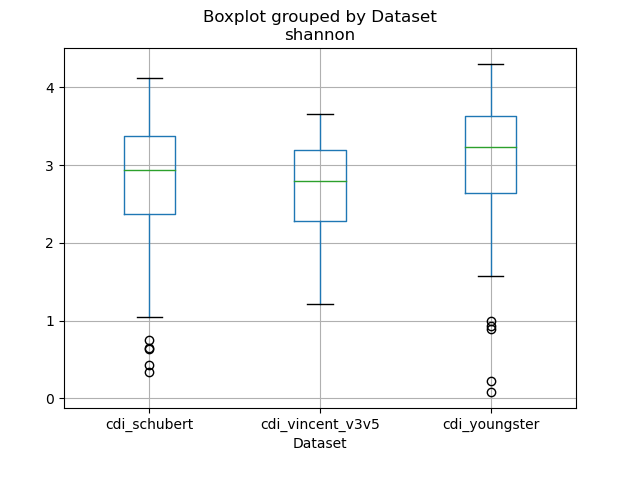 Boxplot grouped by Dataset
shannon
4
3
2
1
0
cdi_schubert
cdi_vincent_v3v5
cdi_youngster
Dataset